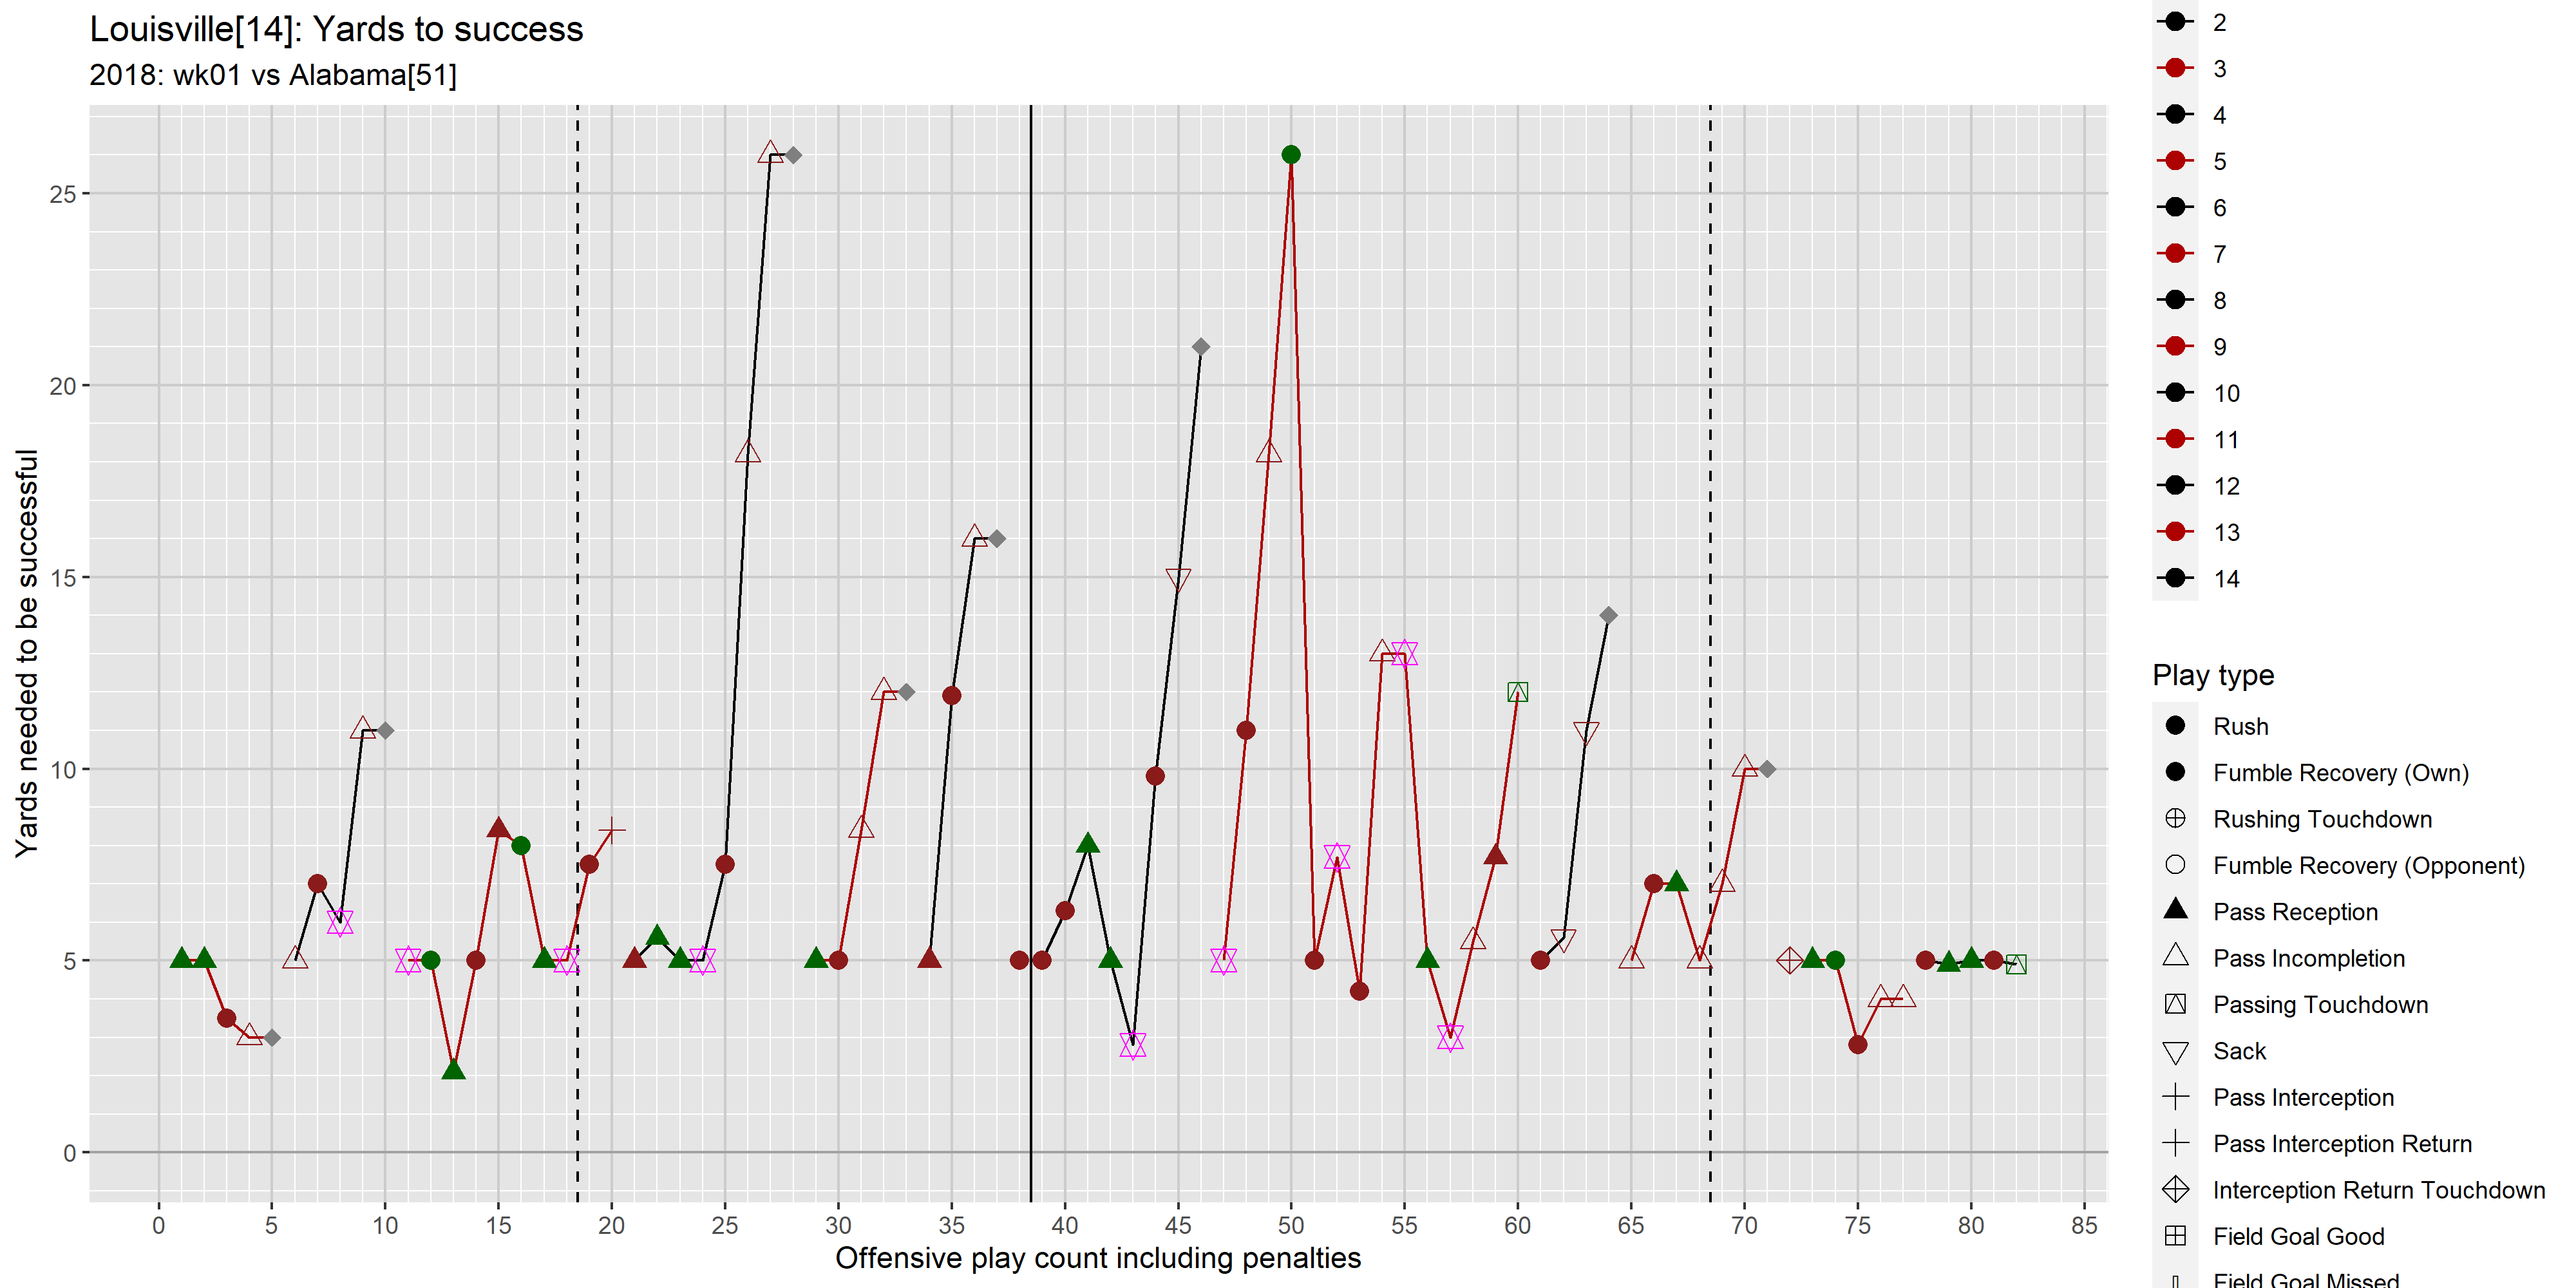 Louisville[14]: Yards to success
2018: wk01 vs Alabama[51]
Yards needed to be successful
25
20
15
10
5
0
0 5 10 15 20 25 30 35 40 45 50 55 60 65 70 75 80 85
Offensive play count including penalties
2
3
4
5
6
7
8
9
10
11
12
13
14
Play type
Rush
Fumble Recovery (Own)
Rushing Touchdown
Fumble Recovery (Opponent)
Pass Reception
Pass Incompletion
Passing Touchdown
Sack
Pass Interception
Pass Interception Return
Interception Return Touchdown
Field Goal Good
Field Goal Missed